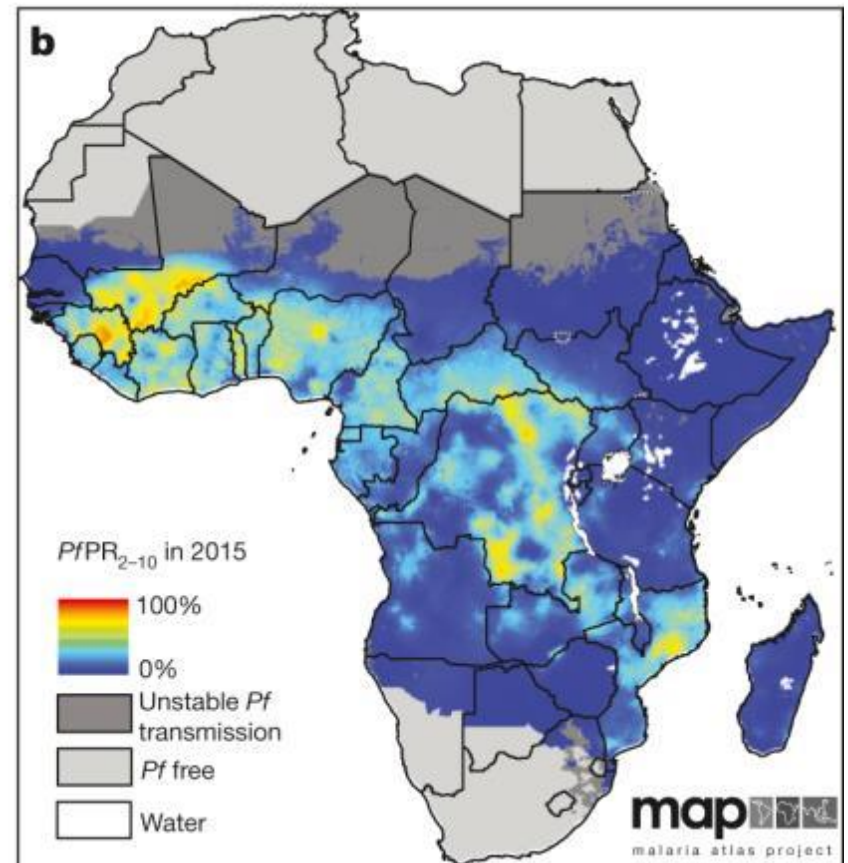 b
PfPR2–10 in 2015
100%
0%
Unstable Pf
transmission
Pf free
Water
map
malaria atlas project